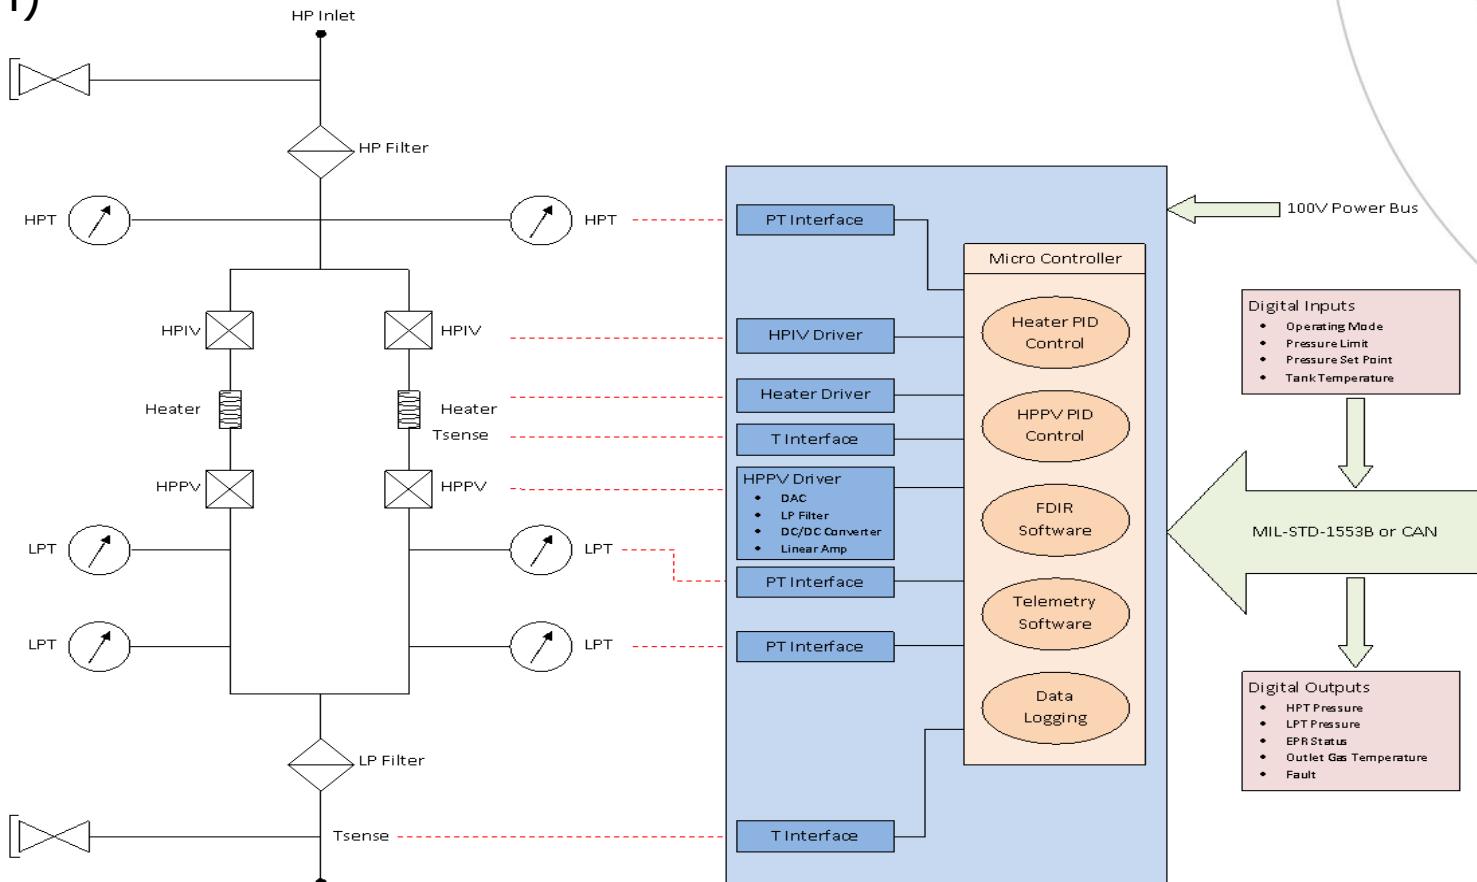 HP Inlet
HP Filter
HPT
HPT
PT Interface
100V Power Bus
Micro Controller
HPIV
HPIV
HPIV Driver
Heater PID
Control
Digital Inputs
• Operating Mode
• Pressure Limit
• Pressure Set Point
• Tank Temperature
Heater
Heater
Heater Driver
Tsense
T Interface
HPPV PID
Control
HPPV
HPPV
HPPV Driver
• DAC
• LP Filter
• DC/DC Converter
• Linear Amp
FDIR
Software
MIL-STD-1553B or CAN
LPT
LPT
PT Interface
Telemetry
Software
LPT
LPT
PT Interface
Data
Logging
Digital Outputs
• HPT Pressure
• LPT Pressure
• EPR Status
• Outlet Gas Temperature
• Fault
LP Filter
Tsense
T Interface